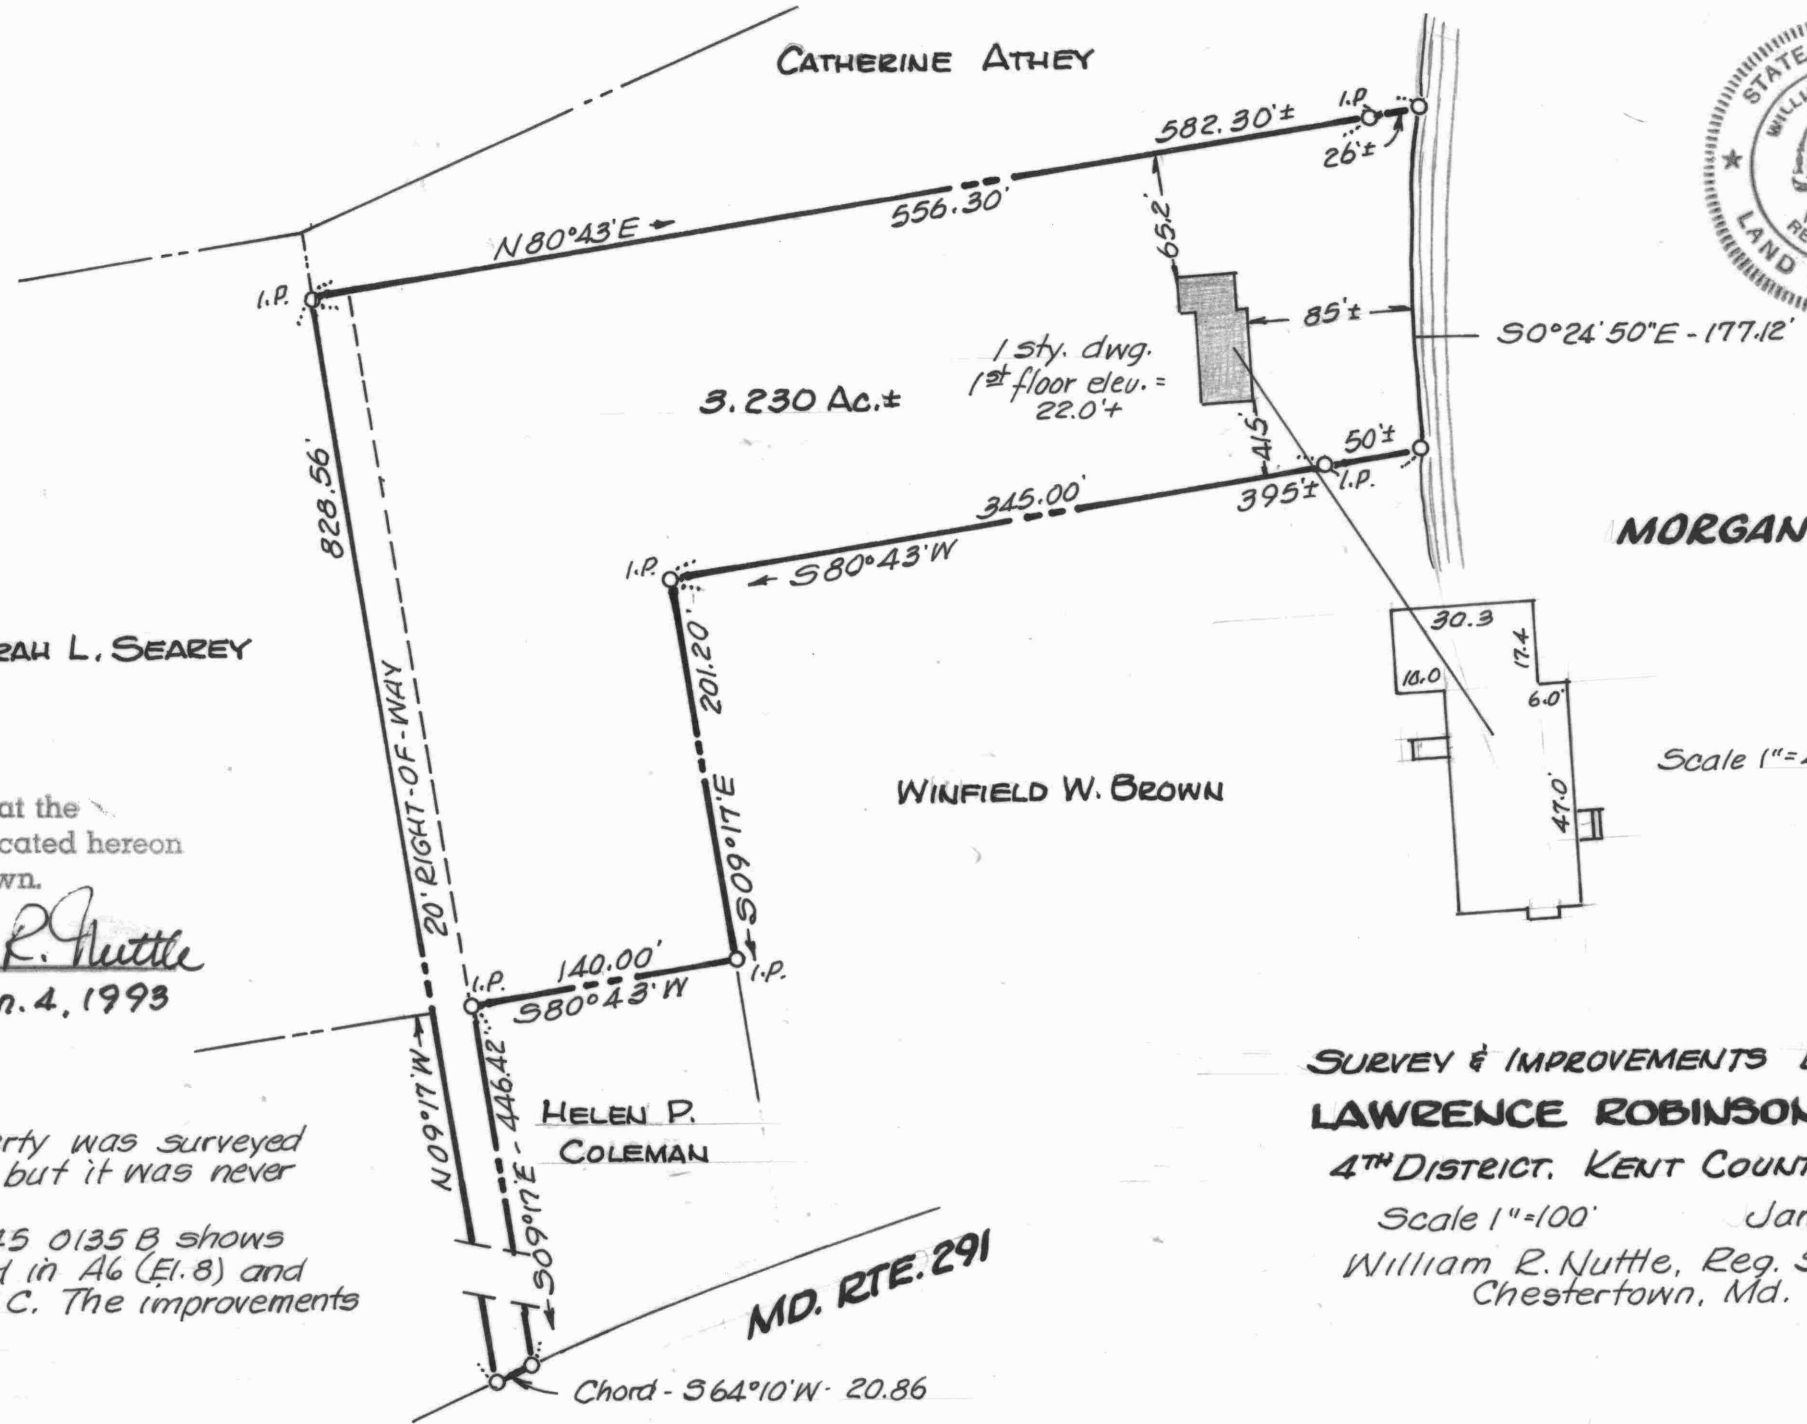 CATHERINE ATHEY
582.30'±
I.P.
26'±
556.30'
N80°43'E
I.P.
65.2'
85'±
S0°24'50"E - 177.12'
1 sty. dwg.
1st floor elev. =
22.0'±
3.230 Ac.±
41.5'
50'±
I.P.
395'±
345.00'
S80°43'W
I.P.
828.56'
20' RIGHT-OF-WAY
201.20'
S09°17'E
MORGAN
30.3
17.4
6.0'
47.0'
Scale 1"=
RAH L. SEAREY
WINFIELD W. BROWN
at the
cated hereon
wn.
R. Nuttle
n. 4, 1993
I.P.
140.00'
S80°43'W
I.P.
N09°17'W
S09°17'E - 446.42
HELEN P.
COLEMAN
erty was surveyed
but it was never
45 0135 B shows
d in A6 (El. 8) and
C. The improvements
MD. RTE. 291
Chord - S64°10'W - 20.86
SURVEY & IMPROVEMENTS
LAWRENCE ROBINSON
4TH DISTRICT. KENT COUNT
Scale 1"=100' Jan
William R. Nuttle, Reg. S
Chestertown, Md.
STATE
WILLI
LAND
RE